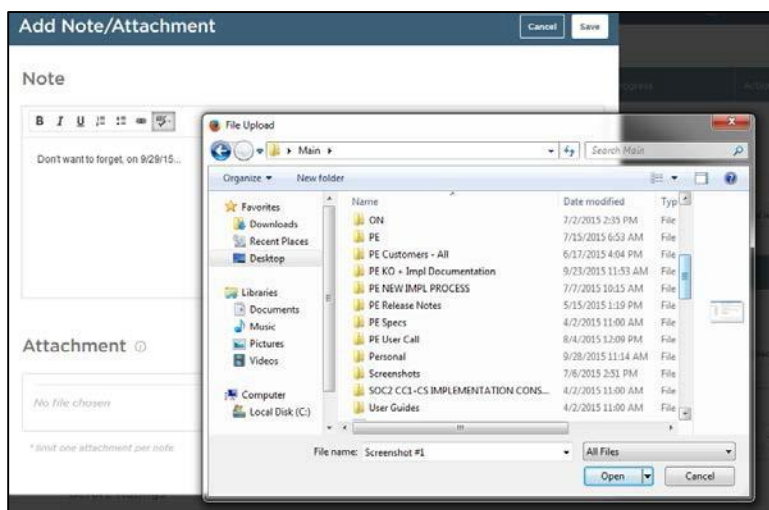 Add Note/Attachment
Cancel
Save
Note
B I U
Don't want to forget, on 9/29/15...
Attachment
No file chosen
* limit one attachment per note
File Upload
Main
Search Main
Organize
New folder
Name Date modified Typ
Favorites
Downloads
Recent Places
Desktop
Libraries
Documents
Music
Pictures
Videos
Computer
Local Disk (C:)
ON 7/2/2015 2:35 PM File
PE 7/15/2015 6:53 AM File
PE Customers - All 6/17/2015 4:04 PM File
PE KO + Impl Documentation 9/23/2015 11:53 AM File
PE NEW IMPL PROCESS 7/7/2015 10:15 AM File
PE Release Notes 5/15/2015 1:19 PM File
PE Specs 4/2/2015 11:00 AM File
PE User Call 8/4/2015 12:09 PM File
Personal 9/28/2015 11:14 AM File
Screenshots 7/6/2015 2:51 PM File
SOC2 CC1-CS IMPLEMENTATION CONS... 4/2/2015 11:00 AM File
User Guides 4/2/2015 11:00 AM File
File name: Screenshot #1
All Files
Open
Cancel